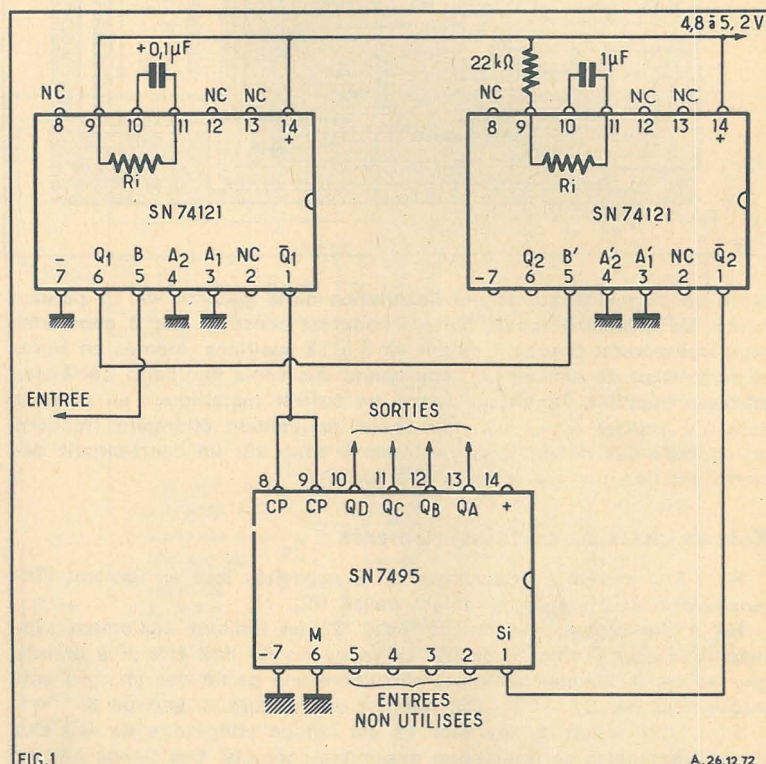 4,8 à 5,2 V
+ 0,1µF
22 kΩ
1µF
NC NC NC
8 9 10 11 12 13 14
+
Ri
SN 74121
– Q1 B A2 A1 NC Q̅1
7 6 5 4 3 2 1
NC NC NC
8 9 10 11 12 13 14
+
Ri
SN 74121
Q2 B' A'2 A'1 NC Q̅2
-7 6 5 4 3 2 1
ENTREE
SORTIES
8 9 10 11 12 13 14
CP CP QD QC QB QA +
SN7495
M Si
-7 6 5 3 2
ENTREES
NON UTILISEES
FIG.1
A. 26.12.72